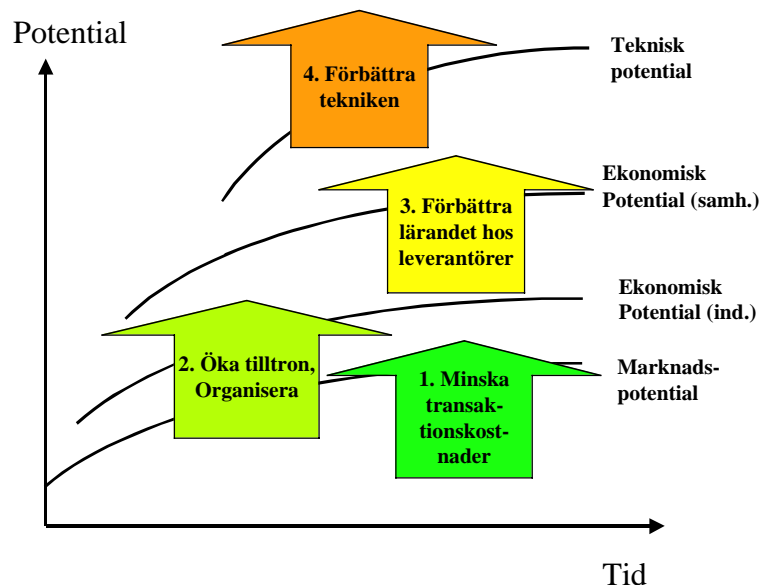 Potential
4. Förbättra
tekniken
Teknisk
potential
3. Förbättra
lärandet hos
leverantörer
Ekonomisk
Potential (samh.)
2. Öka tilltron,
Organisera
Ekonomisk
Potential (ind.)
1. Minska
transak-
tionskost-
nader
Marknads-
potential
Tid